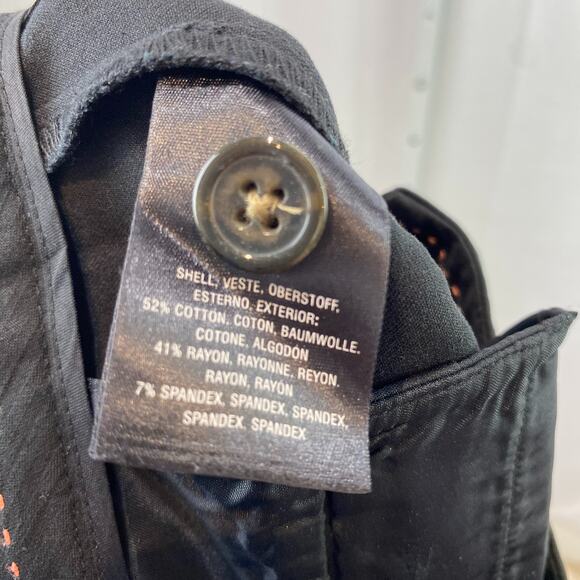 SHELL, VESTE, OBERSTOFF,
ESTERNO, EXTERIOR:
52% COTTON, COTON, BAUMWOLLE,
COTONE, ALGODÓN
41% RAYON, RAYONNE, REYON,
RAYON, RAYÓN
7% SPANDEX, SPANDEX, SPANDEX,
SPANDEX, SPANDEX